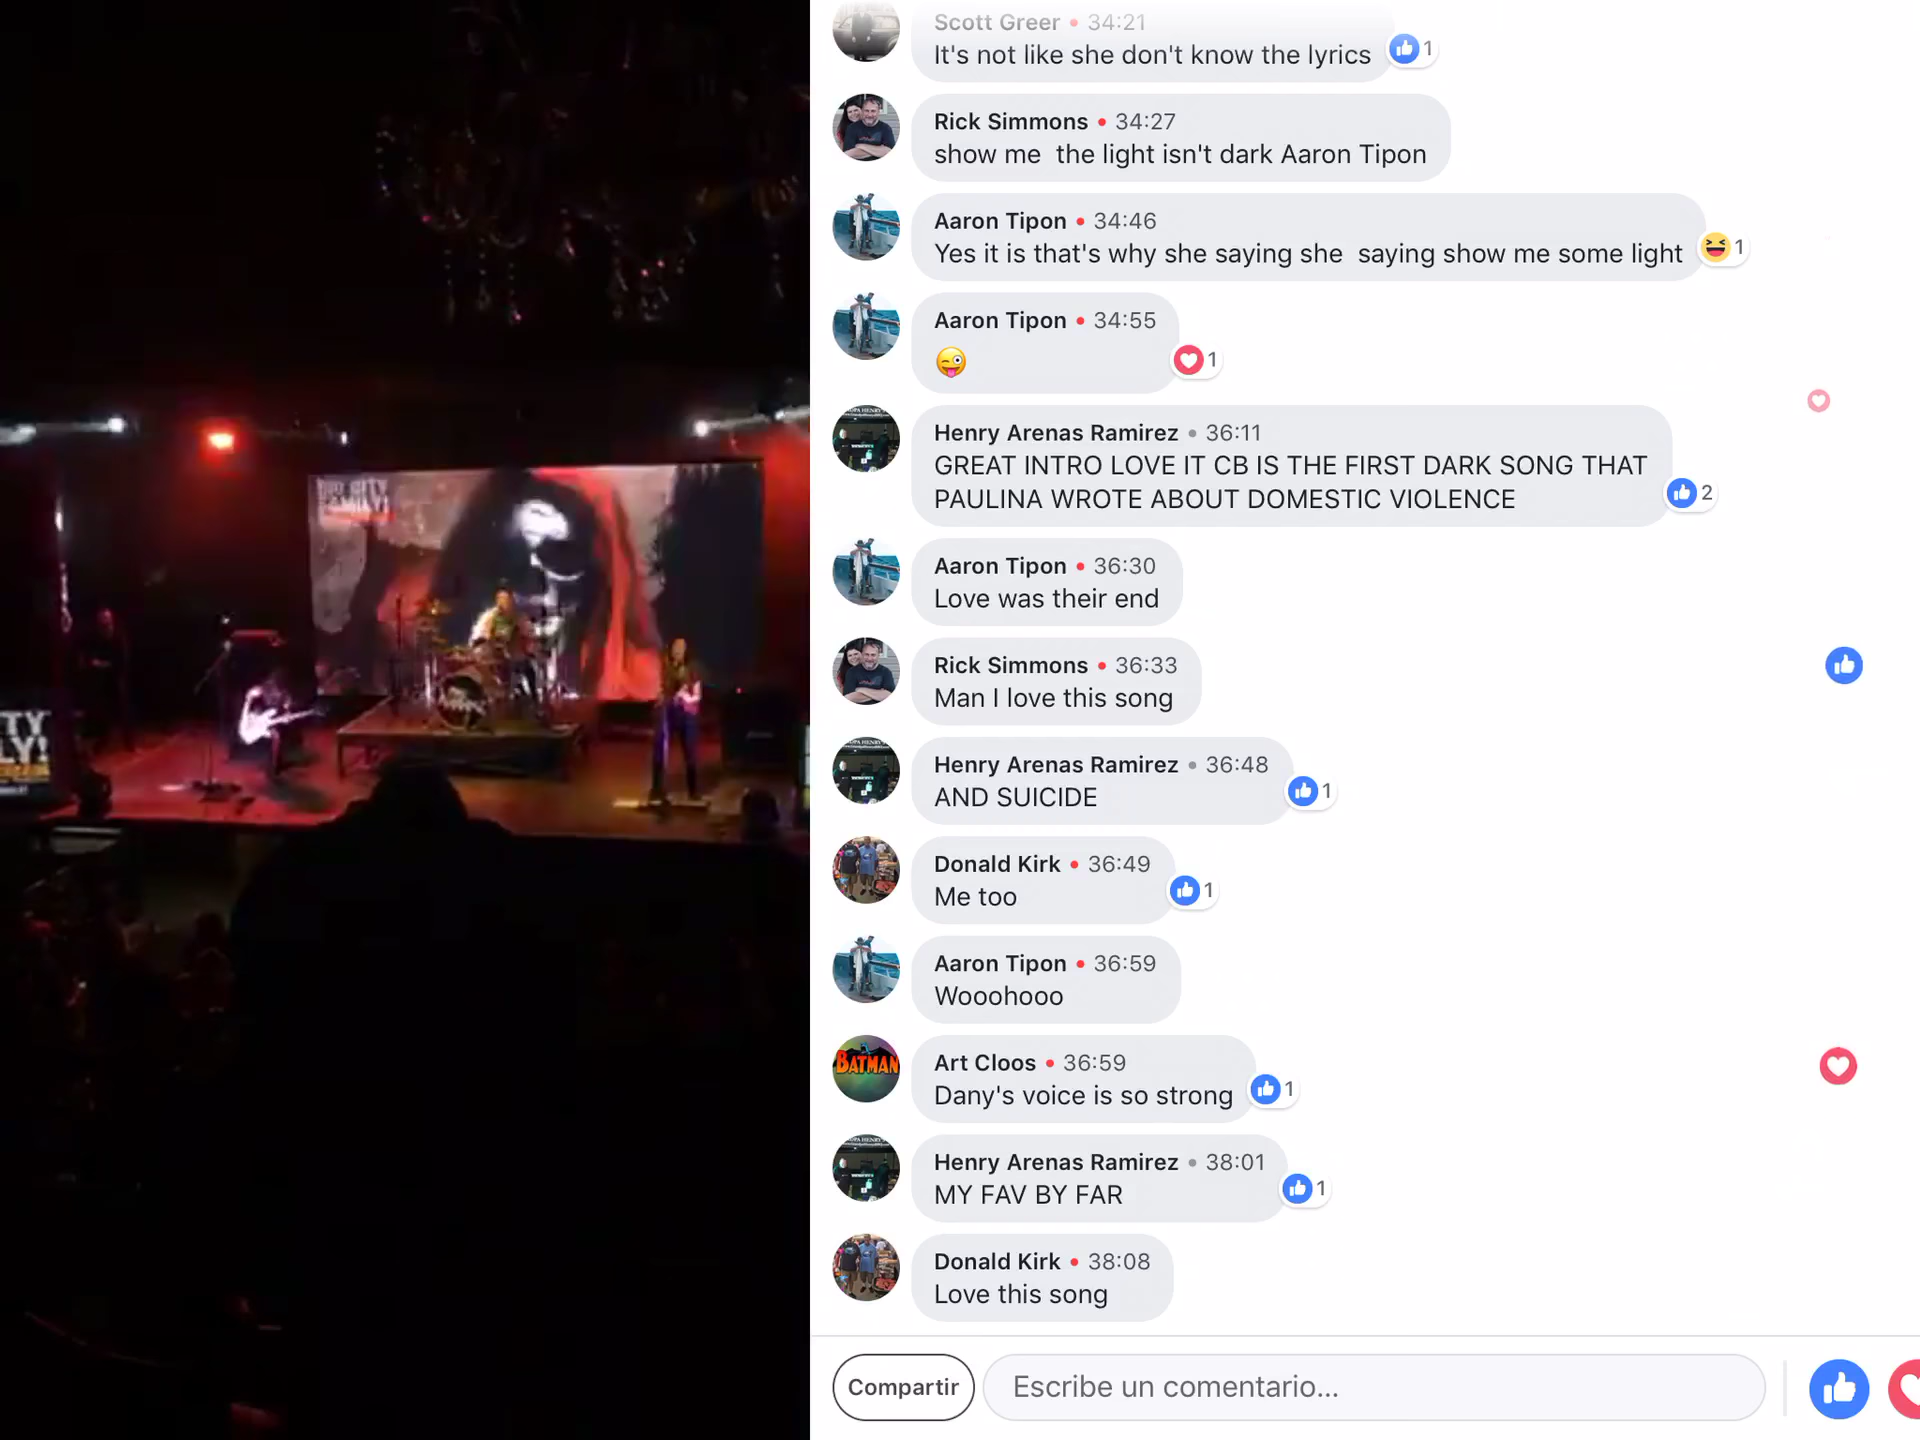 Scott Greer • 34:21
It's not like she don't know the lyrics
1
Rick Simmons • 34:27
show me  the light isn't dark Aaron Tipon
Aaron Tipon • 34:46
Yes it is that's why she saying she  saying show me some light
1
Aaron Tipon • 34:55
😜
1
Henry Arenas Ramirez • 36:11
GREAT INTRO LOVE IT CB IS THE FIRST DARK SONG THAT
PAULINA WROTE ABOUT DOMESTIC VIOLENCE
2
Aaron Tipon • 36:30
Love was their end
Rick Simmons • 36:33
Man I love this song
Henry Arenas Ramirez • 36:48
AND SUICIDE
1
Donald Kirk • 36:49
Me too
1
Aaron Tipon • 36:59
Wooohooo
BATMAN
Art Cloos • 36:59
Dany's voice is so strong
1
Henry Arenas Ramirez • 38:01
MY FAV BY FAR
1
Donald Kirk • 38:08
Love this song
Compartir
Escribe un comentario...
TY
LY!